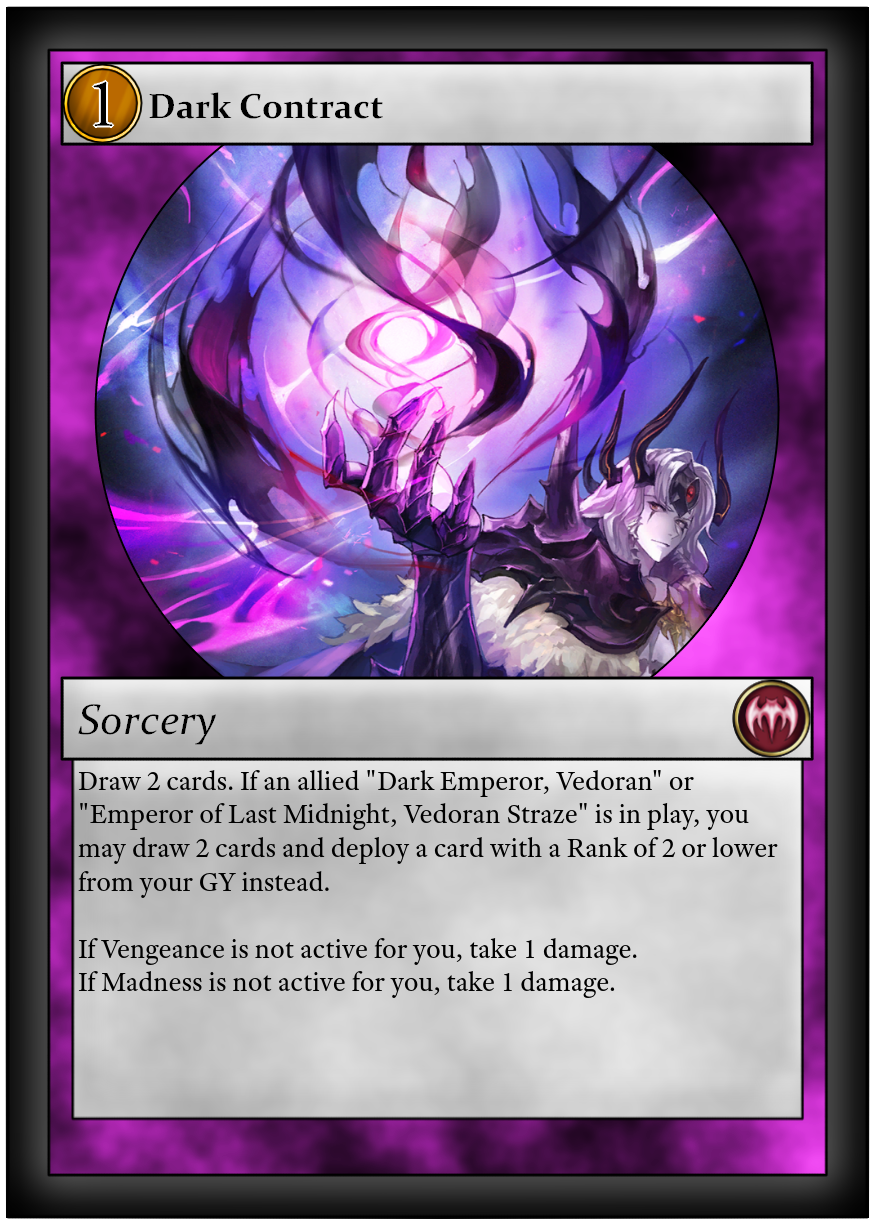 1 Dark Contract
Sorcery
Draw 2 cards. If an allied "Dark Emperor, Vedoran" or
"Emperor of Last Midnight, Vedoran Straze" is in play, you
may draw 2 cards and deploy a card with a Rank of 2 or lower
from your GY instead.
If Vengeance is not active for you, take 1 damage.
If Madness is not active for you, take 1 damage.